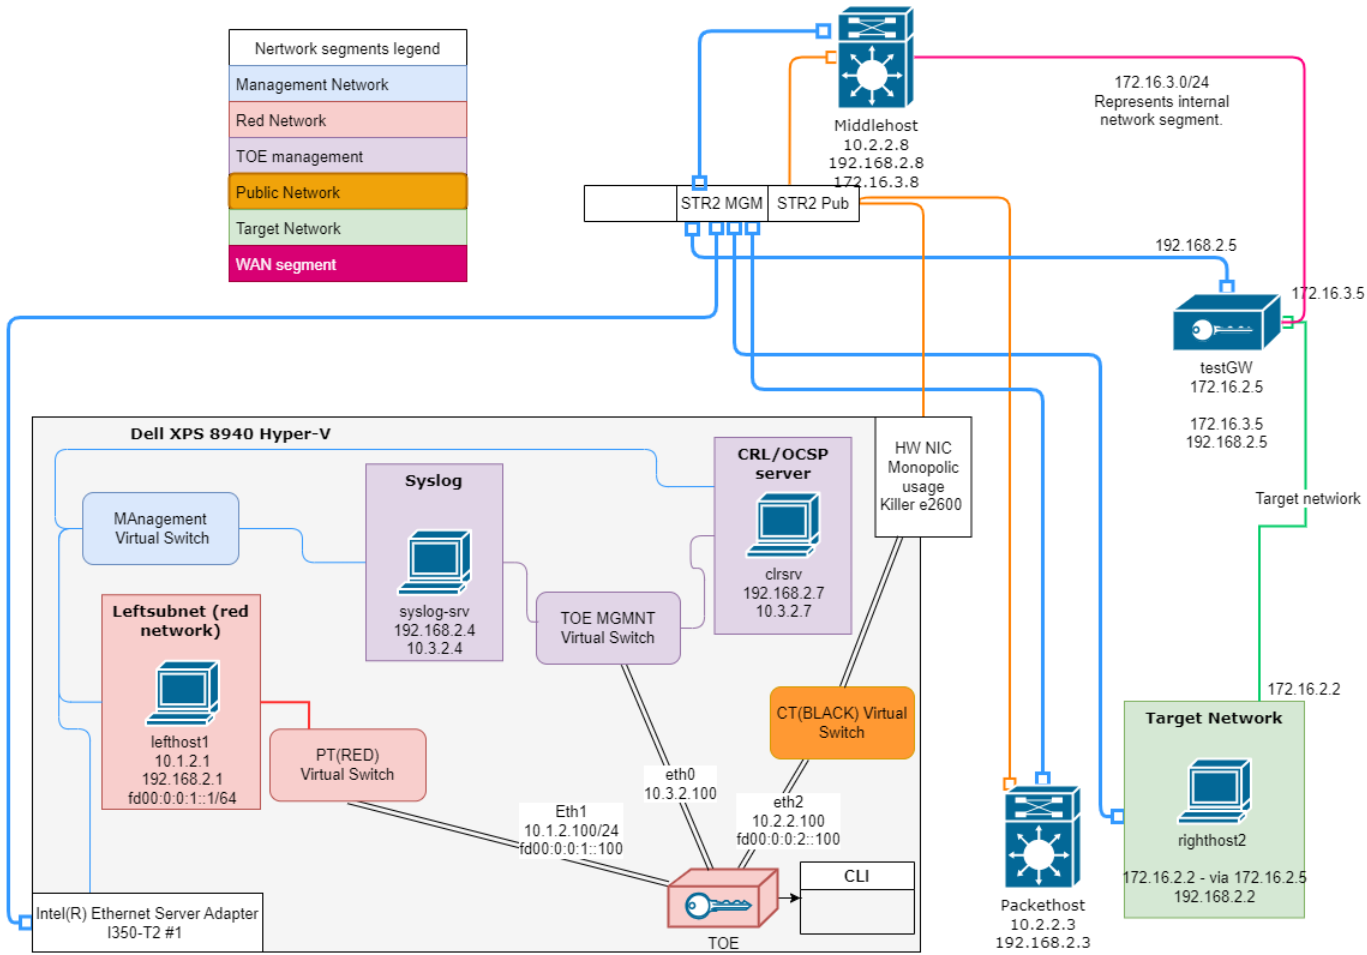 Nertwork segments legend
Management Network
Red Network
TOE management
Public Network
Target Network
WAN segment
Middlehost
10.2.2.8
192.168.2.8
172.16.3.8
172.16.3.0/24
Represents internal
network segment.
STR2 MGM
STR2 Pub
192.168.2.5
172.16.3.5
testGW
172.16.2.5
172.16.3.5
192.168.2.5
Dell XPS 8940 Hyper-V
HW NIC
Monopolic
usage
Killer e2600
CRL/OCSP
server
clrsrv
192.168.2.7
10.3.2.7
Syslog
syslog-srv
192.168.2.4
10.3.2.4
MAnagement
Virtual Switch
Target netwiork
Leftsubnet (red
network)
lefthost1
10.1.2.1
192.168.2.1
fd00:0:0:1::1/64
TOE MGMNT
Virtual Switch
CT(BLACK) Virtual
Switch
PT(RED)
Virtual Switch
172.16.2.2
Target Network
righthost2
172.16.2.2 - via 172.16.2.5
192.168.2.2
eth0
10.3.2.100
Eth1
10.1.2.100/24
fd00:0:0:1::100
eth2
10.2.2.100
fd00:0:0:2::100
CLI
TOE
Intel(R) Ethernet Server Adapter
I350-T2 #1
Packethost
10.2.2.3
192.168.2.3